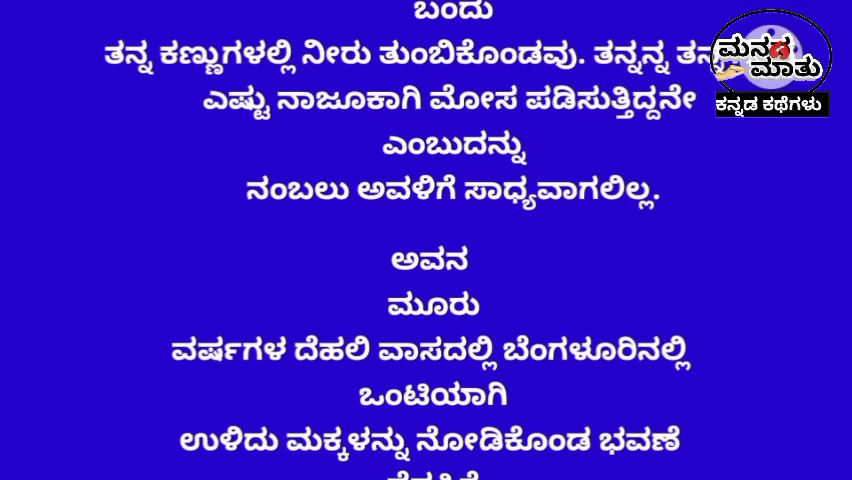 ಬಂದು
ತನ್ನ ಕಣ್ಣುಗಳಲ್ಲಿ ನೀರು ತುಂಬಿಕೊಂಡವು. ತನ್ನನ್ನ
ಎಷ್ಟು ನಾಜೂಕಾಗಿ ಮೋಸ ಪಡಿಸುತ್ತಿದ್ದನೇ
ಎಂಬುದನ್ನು
ನಂಬಲು ಅವಳಿಗೆ ಸಾಧ್ಯವಾಗಲಿಲ್ಲ.
ಅವನ
ಮೂರು
ವರ್ಷಗಳ ದೆಹಲಿ ವಾಸದಲ್ಲಿ ಬೆಂಗಳೂರಿನಲ್ಲಿ
ಒಂಟಿಯಾಗಿ
ಉಳಿದು ಮಕ್ಕಳನ್ನು ನೋಡಿಕೊಂಡ ಭವಣೆ
ಮನದ
ಮಾತು
ಕನ್ನಡ ಕಥೆಗಳು